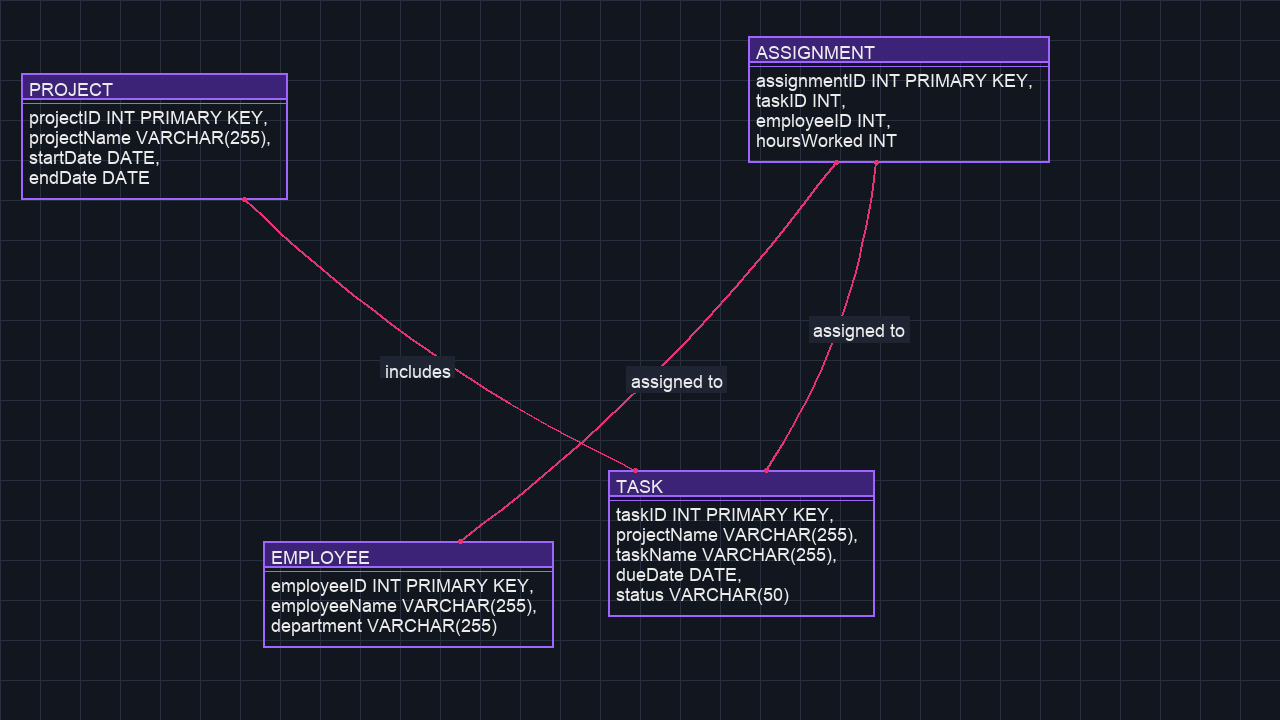 PROJECT
projectID INT PRIMARY KEY,
projectName VARCHAR(255),
startDate DATE,
endDate DATE
ASSIGNMENT
assignmentID INT PRIMARY KEY,
taskID INT,
employeeID INT,
hoursWorked INT
includes
assigned to
assigned to
EMPLOYEE
employeeID INT PRIMARY KEY,
employeeName VARCHAR(255),
department VARCHAR(255)
TASK
taskID INT PRIMARY KEY,
projectName VARCHAR(255),
taskName VARCHAR(255),
dueDate DATE,
status VARCHAR(50)